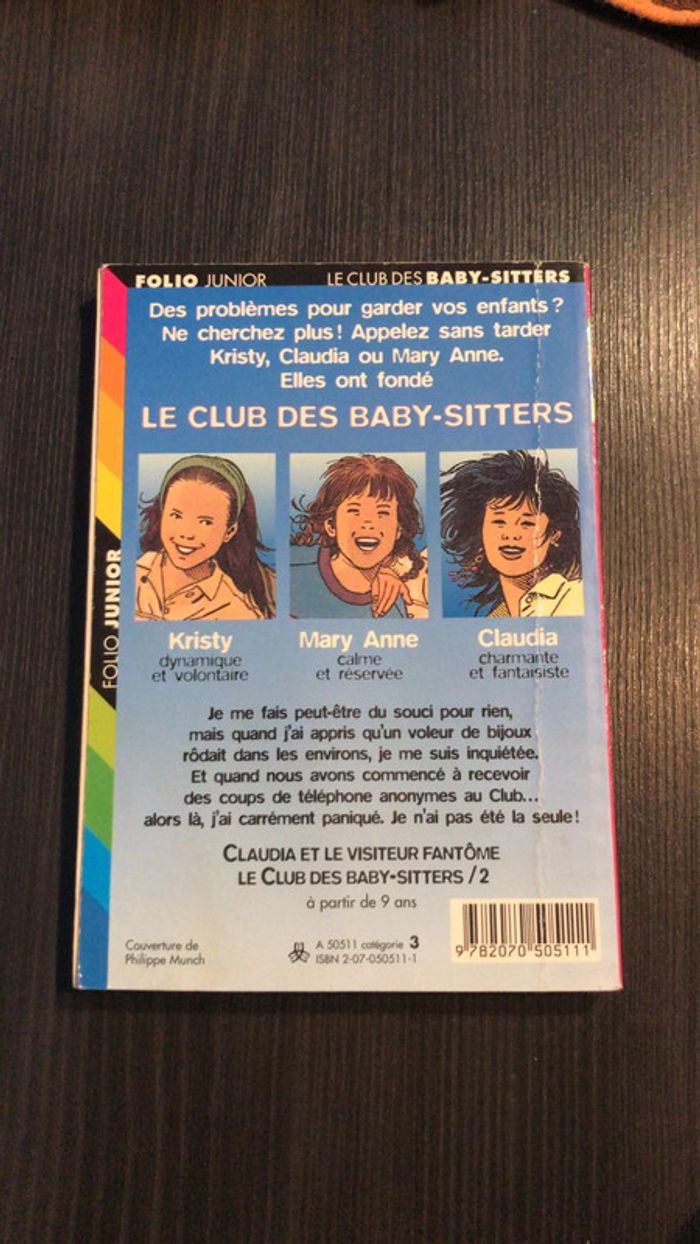 FOLIO JUNIOR LE CLUB DES BABY-SITTERS
Des problèmes pour garder vos enfants ?
Ne cherchez plus ! Appelez sans tarder
Kristy, Claudia ou Mary Anne.
Elles ont fondé
LE CLUB DES BABY-SITTERS
FOLIO JUNIOR
Kristy
dynamique
et volontaire
Mary Anne
calme
et réservée
Claudia
charmante
et fantaisiste
Je me fais peut-être du souci pour rien,
mais quand j'ai appris qu'un voleur de bijoux
rôdait dans les environs, je me suis inquiétée.
Et quand nous avons commencé à recevoir
des coups de téléphone anonymes au Club...
alors là, j'ai carrément paniqué. Je n'ai pas été la seule !
CLAUDIA ET LE VISITEUR FANTÔME
LE CLUB DES BABY-SITTERS / 2
à partir de 9 ans
Couverture de
Philippe Munch
A 50511 catégorie 3
ISBN 2-07-050511-1
9 782070 505111